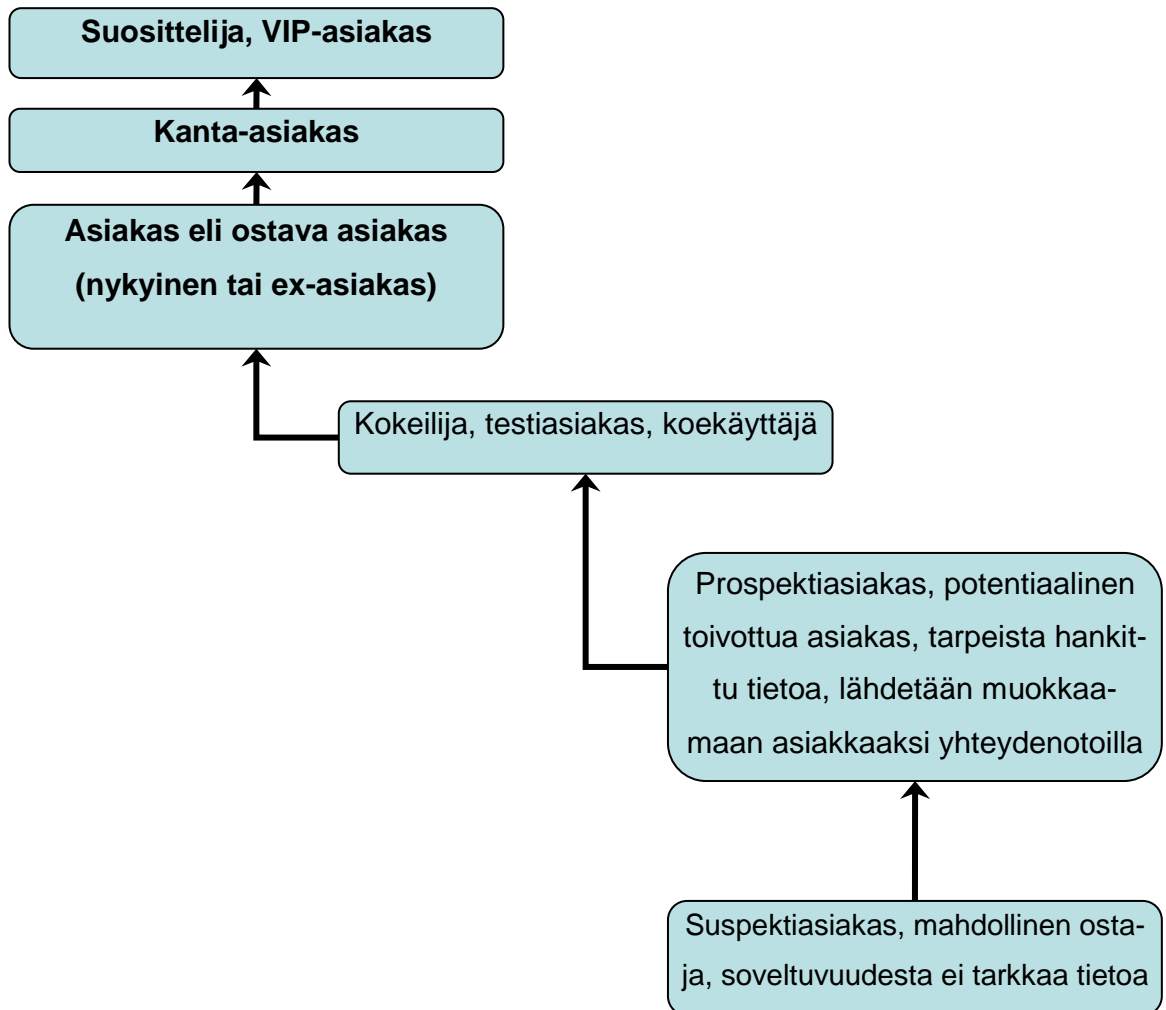 Suosittelija, VIP-asiakas
Kanta-asiakas
Asiakas eli ostava asiakas
(nykyinen tai ex-asiakas)
Kokeilija, testiasiakas, koekäyttäjä
Prospektiasiakas, potentiaalinen
toivottua asiakas, tarpeista hankit-
tu tietoa, lähdetään muokkaa-
maan asiakkaaksi yhteydenotoilla
Suspektiasiakas, mahdollinen osta-
ja, soveltuvuudesta ei tarkkaa tietoa